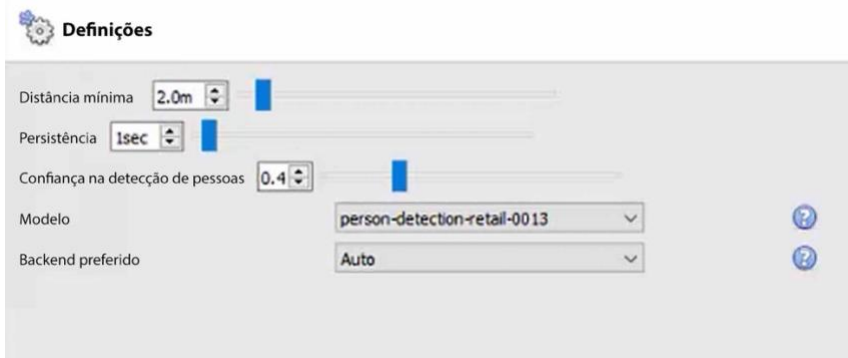 Definições
Distância mínima 2.0m
Persistência 1sec
Confiança na detecção de pessoas 0.4
Modelo person-detection-retail-0013
Backend preferido Auto